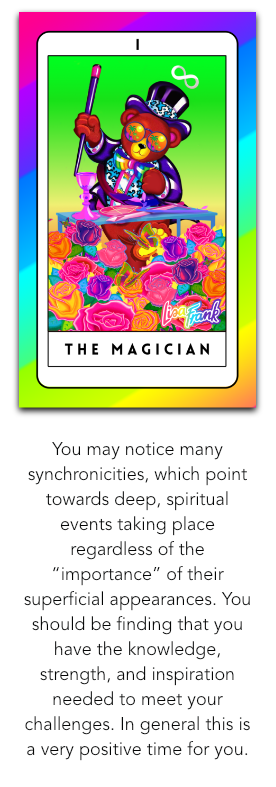 I
Lisa Frank
THE MAGICIAN
You may notice many
synchronicities, which point
towards deep, spiritual
events taking place
regardless of the
“importance” of their
superficial appearances. You
should be finding that you
have the knowledge,
strength, and inspiration
needed to meet your
challenges. In general this is
a very positive time for you.